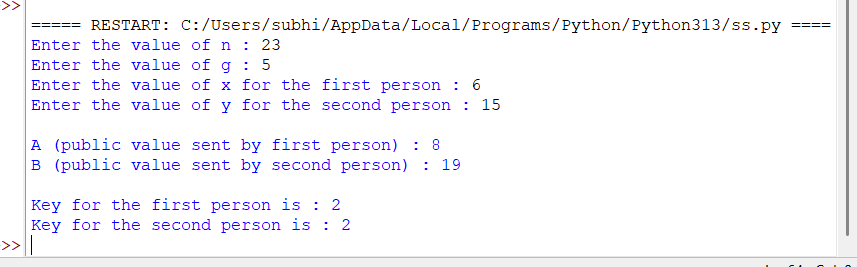 >>
===== RESTART: C:/Users/subhi/AppData/Local/Programs/Python/Python313/ss.py ====
Enter the value of n : 23
Enter the value of g : 5
Enter the value of x for the first person : 6
Enter the value of y for the second person : 15
A (public value sent by first person) : 8
B (public value sent by second person) : 19
Key for the first person is : 2
Key for the second person is : 2
>>